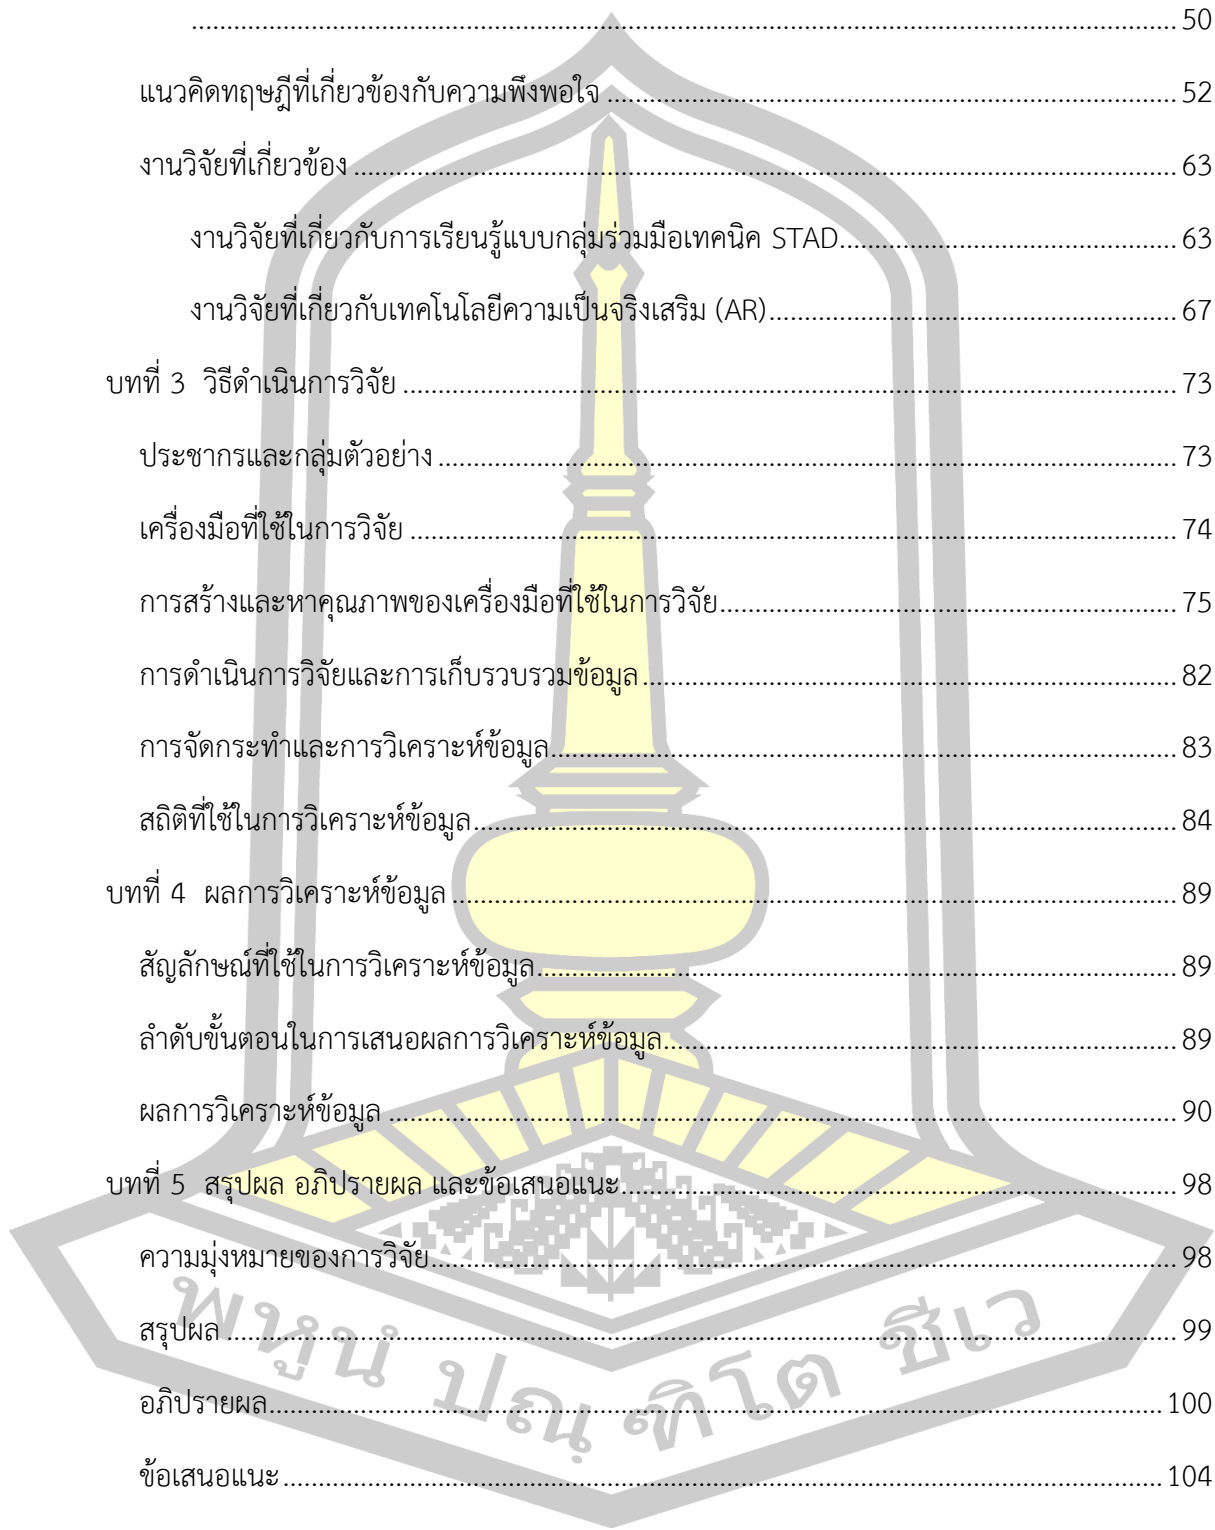 ........................................................................ 50
แนวคิดทฤษฎีที่เกี่ยวข้องกับความพึงพอใจ ........................................ 52
งานวิจัยที่เกี่ยวข้อง ........................................ 63
งานวิจัยที่เกี่ยวกับการเรียนรู้แบบกลุ่มร่วมมือเทคนิค STAD........................................ 63
งานวิจัยที่เกี่ยวกับเทคโนโลยีความเป็นจริงเสริม (AR)........................................ 67
บทที่ 3 วิธีดำเนินการวิจัย ........................................ 73
ประชากรและกลุ่มตัวอย่าง ........................................ 73
เครื่องมือที่ใช้ในการวิจัย ........................................ 74
การสร้างและหาคุณภาพของเครื่องมือที่ใช้ในการวิจัย........................................ 75
การดำเนินการวิจัยและการเก็บรวบรวมข้อมูล ........................................ 82
การจัดกระทำและการวิเคราะห์ข้อมูล........................................ 83
สถิติที่ใช้ในการวิเคราะห์ข้อมูล........................................ 84
บทที่ 4 ผลการวิเคราะห์ข้อมูล ........................................ 89
สัญลักษณ์ที่ใช้ในการวิเคราะห์ข้อมูล........................................ 89
ลำดับขั้นตอนในการเสนอผลการวิเคราะห์ข้อมูล........................................ 89
ผลการวิเคราะห์ข้อมูล ........................................ 90
บทที่ 5 สรุปผล อภิปรายผล และข้อเสนอแนะ........................................ 98
ความมุ่งหมายของการวิจัย........................................ 98
สรุปผล ........................................ 99
อภิปรายผล........................................ 100
ข้อเสนอแนะ ........................................ 104
พหูนํ ปณฺฑิโต ชีเว